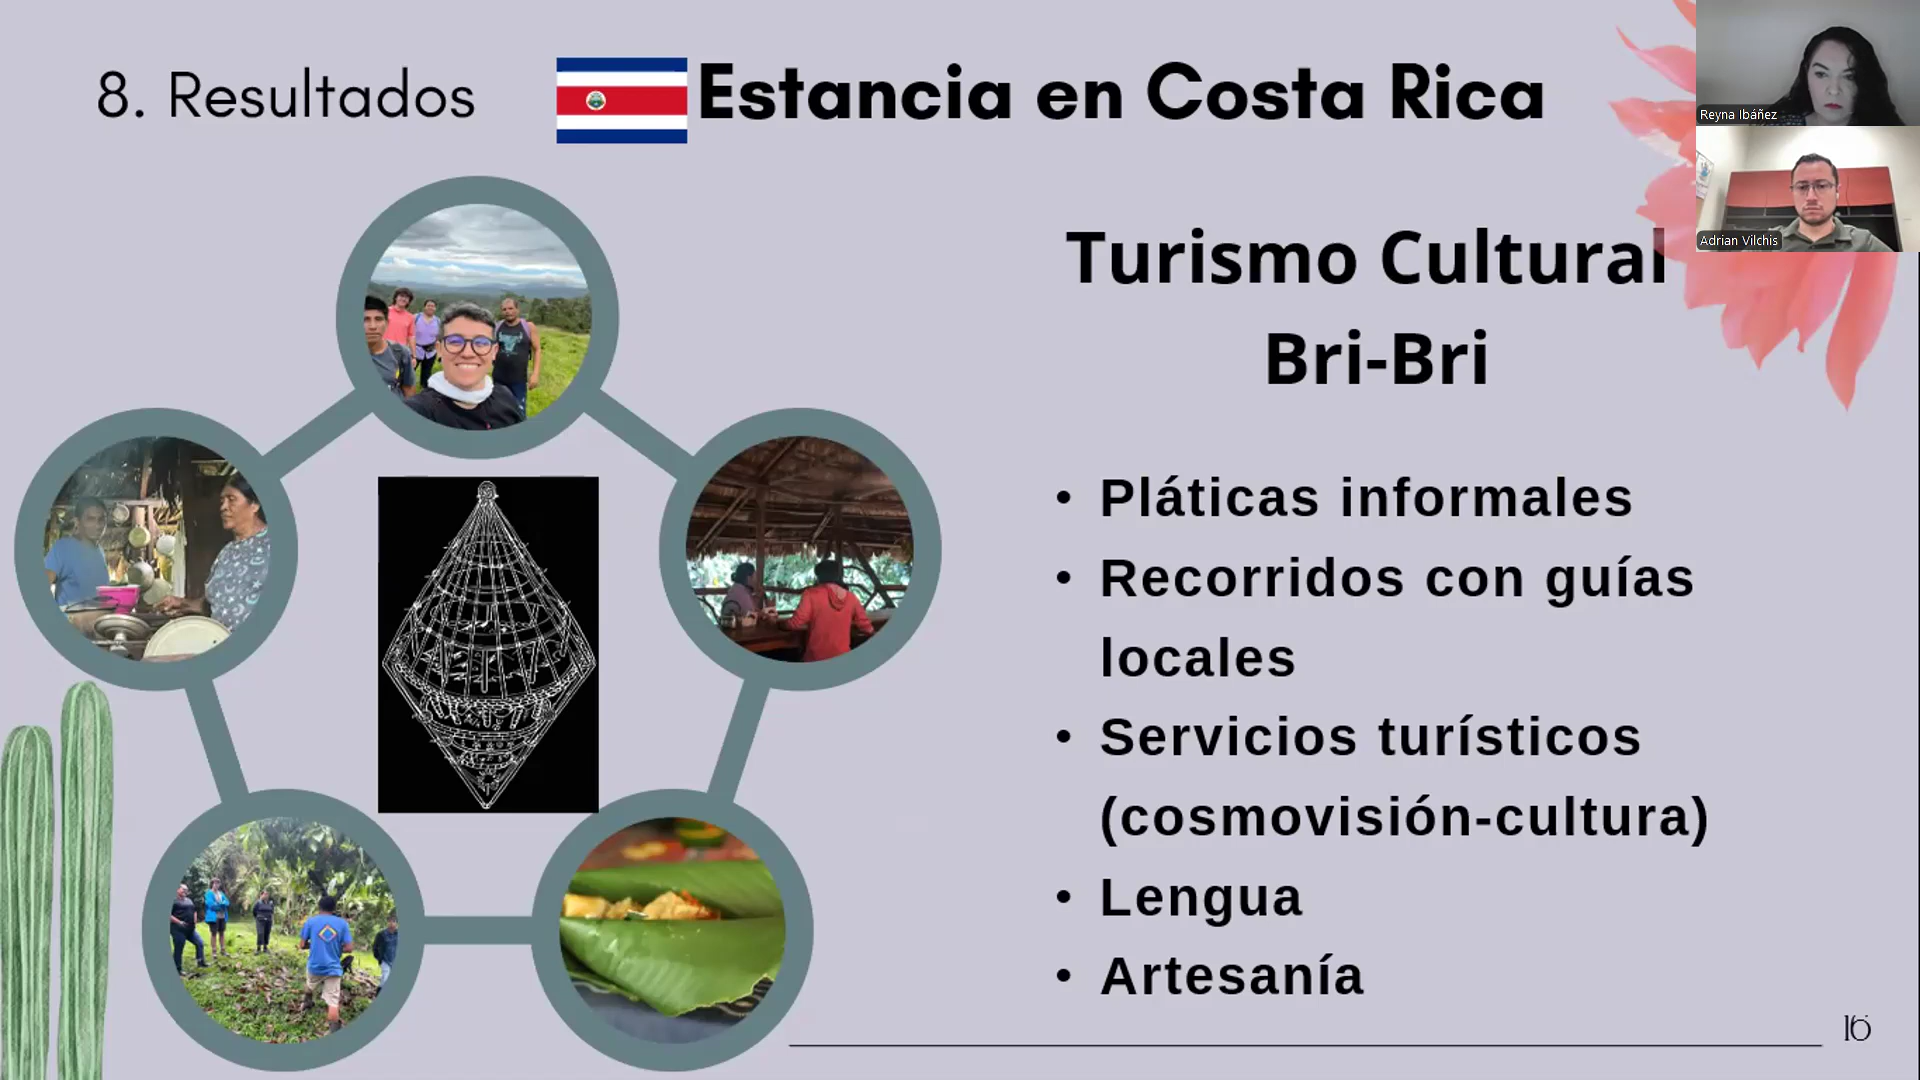 8. Resultados
Estancia en Costa Rica
Reyna Ibáñez
Adrian Vilchis
Turismo Cultural
Bri-Bri
• Pláticas informales
• Recorridos con guías
locales
• Servicios turísticos
(cosmovisión-cultura)
• Lengua
• Artesanía
16